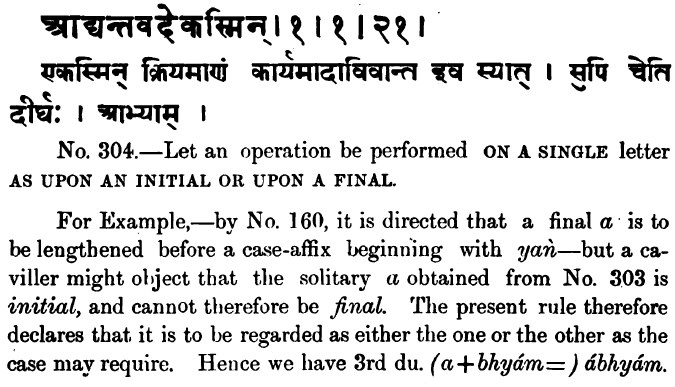 आद्यन्तवदेकस्मिन् । १ । १ । २१ ।
एकस्मिन् क्रियमाणं कार्यमादाविवान्त इव स्यात् । सुपि चेति
दीर्घः । आभ्याम् ।
No. 304.—Let an operation be performed ON A SINGLE letter
AS UPON AN INITIAL OR UPON A FINAL.
For Example,—by No. 160, it is directed that a final a is to
be lengthened before a case-affix beginning with yaṅ—but a ca-
viller might object that the solitary a obtained from No. 303 is
initial, and cannot therefore be final. The present rule therefore
declares that it is to be regarded as either the one or the other as the
case may require. Hence we have 3rd du. (a+bhyám=) ábhyám.